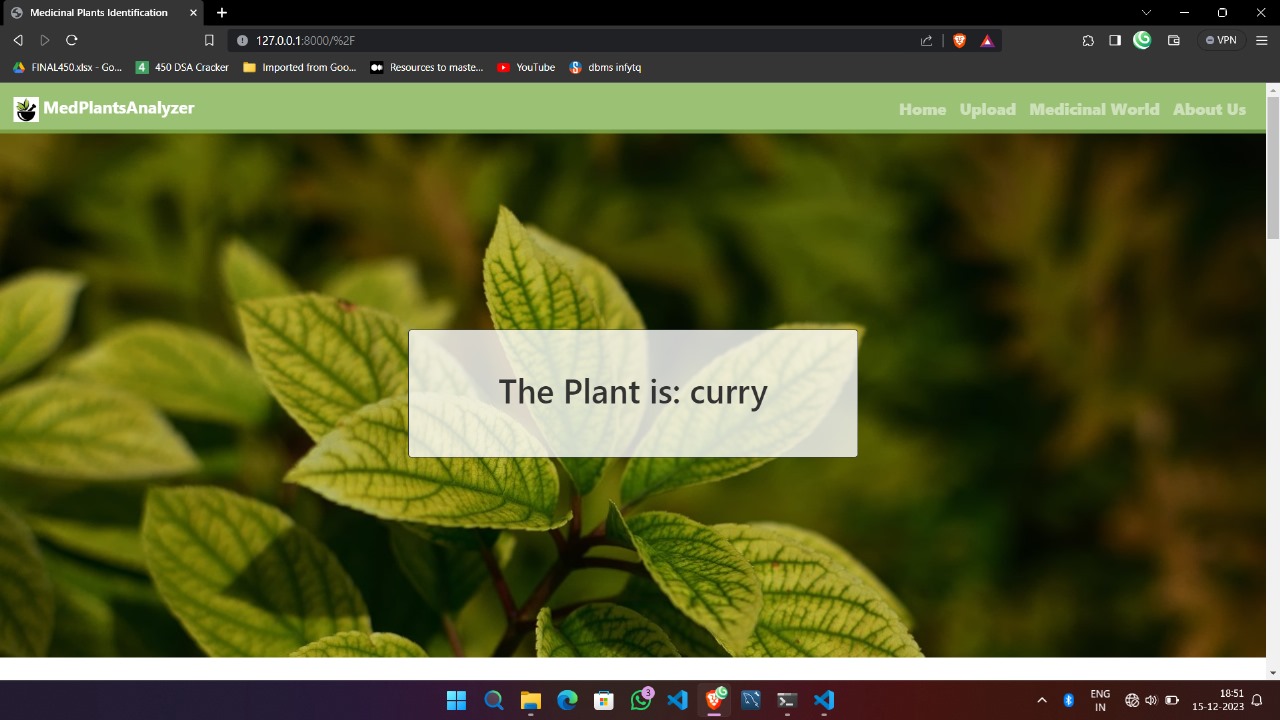 Medicinal Plants Identification
127.0.0.1:8000/%2F
VPN
FINAL450.xlsx - Go...
4 450 DSA Cracker
Imported from Goo...
Resources to maste...
YouTube
dbms infytq
MedPlantsAnalyzer
Home Upload Medicinal World About Us
The Plant is: curry
3
ENG
IN
18:51
15-12-2023